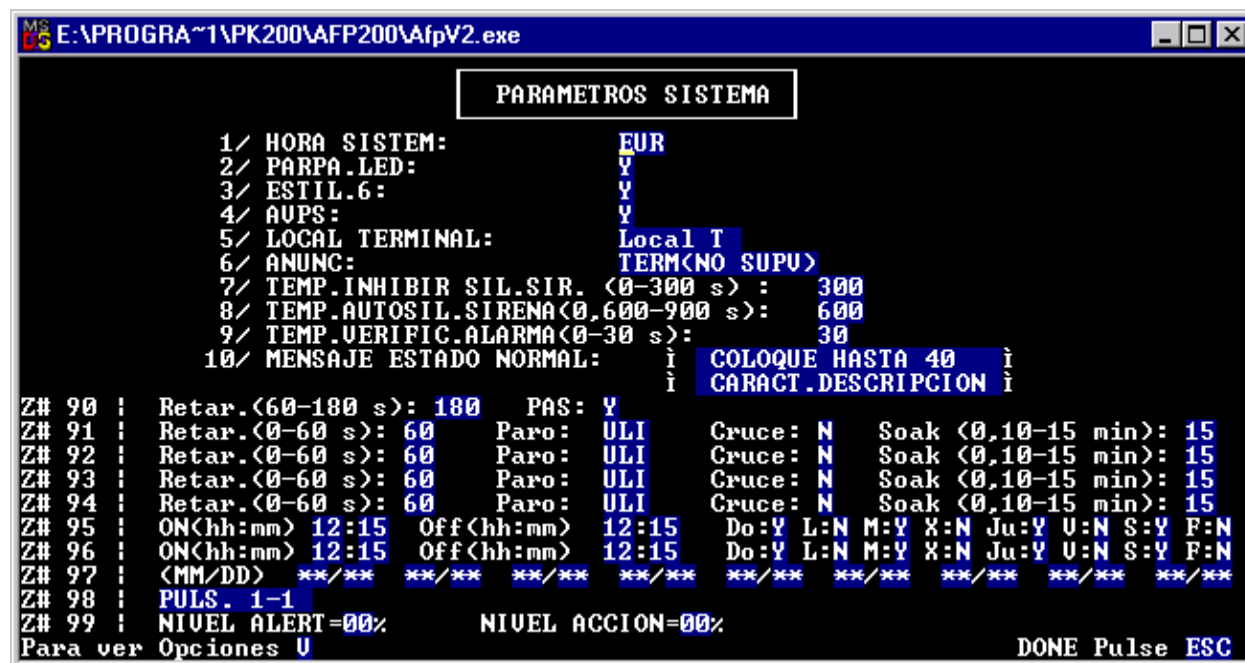 E:\PROGRA~1\PK200\AFP200\AfpV2.exe
PARAMETROS SISTEMA
1/ HORA SISTEM: EUR
2/ PARPA.LED: Y
3/ ESTIL.6: Y
4/ AVPS: Y
5/ LOCAL TERMINAL: Local T
6/ ANUNC: TERM(NO SUPV)
7/ TEMP.INHIBIR SIL.SIR. (0-300 s) : 300
8/ TEMP.AUTOSIL.SIRENA(0,600-900 s): 600
9/ TEMP.VERIFIC.ALARMA(0-30 s): 30
10/ MENSAJE ESTADO NORMAL: ì COLOQUE HASTA 40 ì
ì CARACT.DESCRIPCION ì
Z# 90 ¦ Retar.(60-180 s): 180 PAS: Y
Z# 91 ¦ Retar.(0-60 s): 60 Paro: ULI Cruce: N Soak (0,10-15 min): 15
Z# 92 ¦ Retar.(0-60 s): 60 Paro: ULI Cruce: N Soak (0,10-15 min): 15
Z# 93 ¦ Retar.(0-60 s): 60 Paro: ULI Cruce: N Soak (0,10-15 min): 15
Z# 94 ¦ Retar.(0-60 s): 60 Paro: ULI Cruce: N Soak (0,10-15 min): 15
Z# 95 ¦ ON(hh:mm) 12:15 Off(hh:mm) 12:15 Do:Y L:N M:Y X:N Ju:Y V:N S:Y F:N
Z# 96 ¦ ON(hh:mm) 12:15 Off(hh:mm) 12:15 Do:Y L:N M:Y X:N Ju:Y V:N S:Y F:N
Z# 97 ¦ (MM/DD) **/** **/** **/** **/** **/** **/** **/** **/** **/**
Z# 98 ¦ PULS. 1-1
Z# 99 ¦ NIVEL ALERT=00% NIVEL ACCION=00%
Para ver Opciones V DONE Pulse ESC